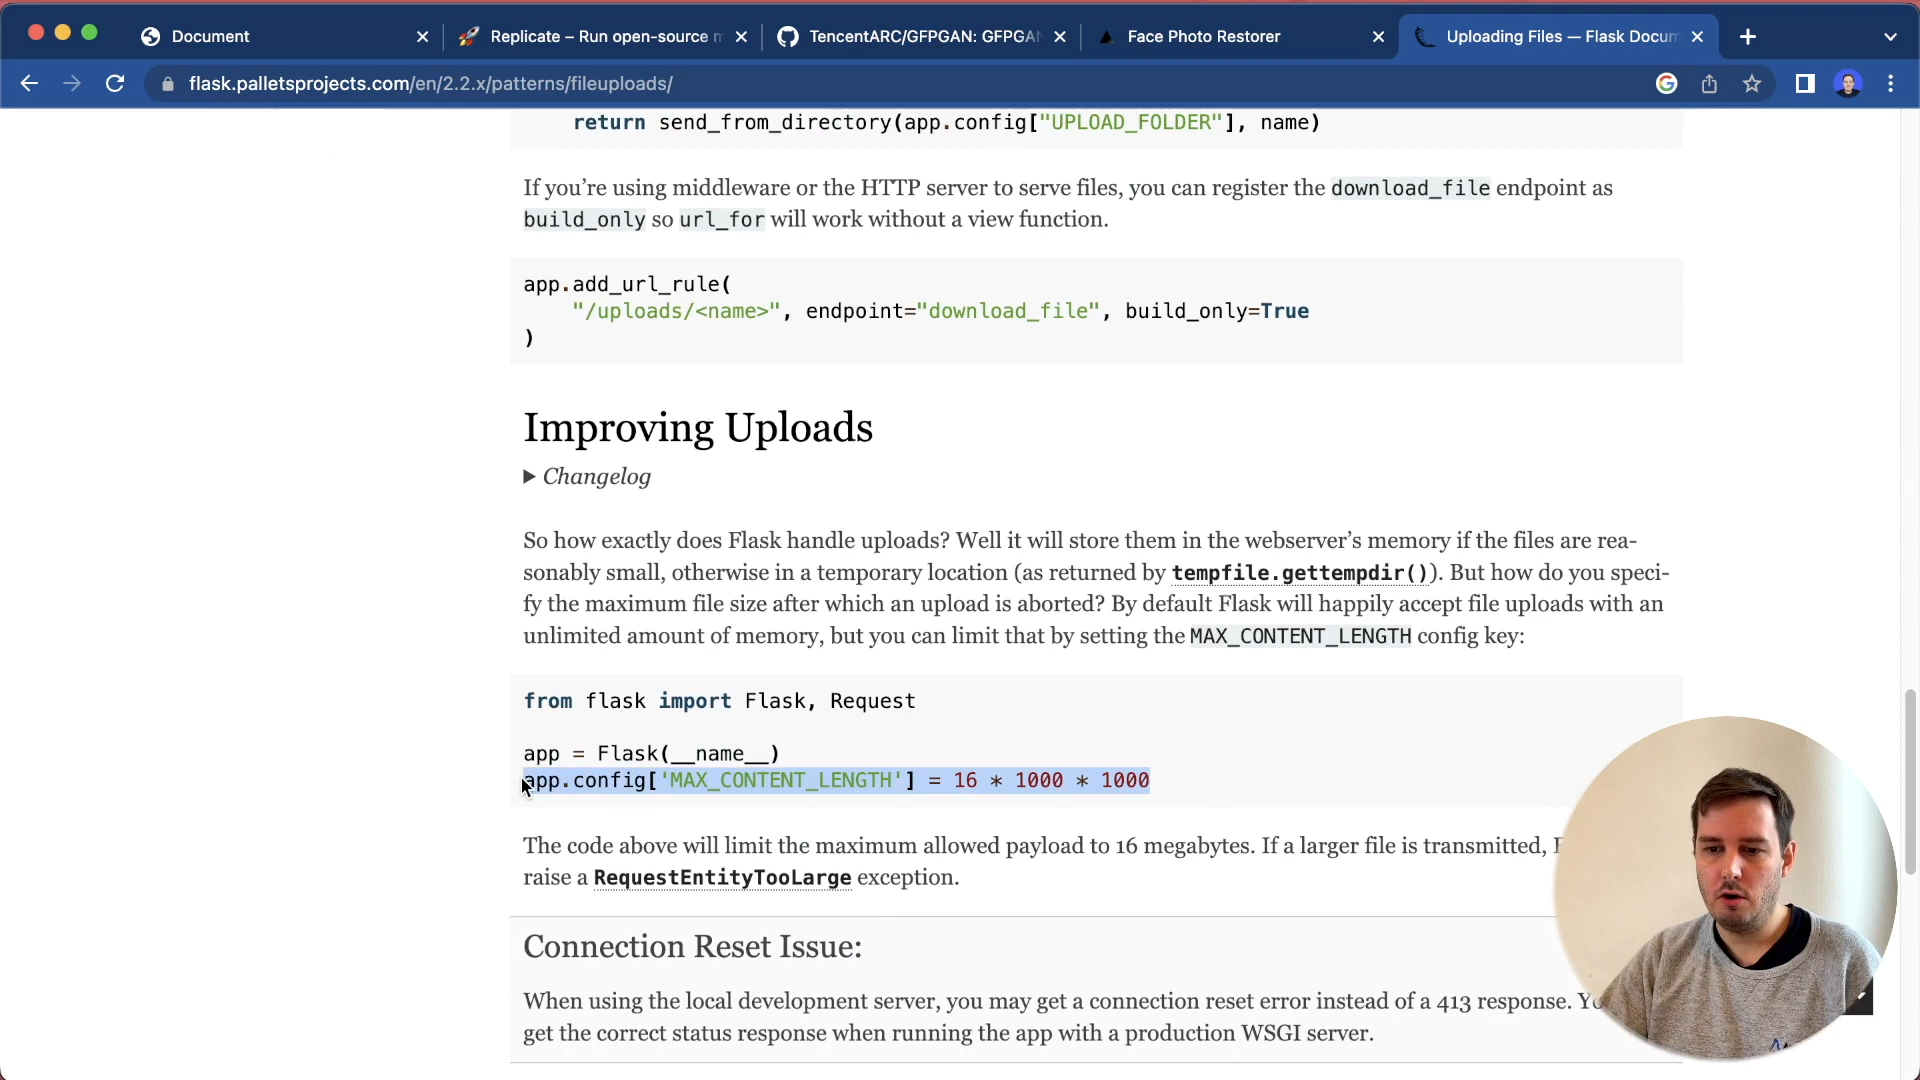 Document
Replicate – Run open-source m
TencentARC/GFPGAN: GFPGAN
Face Photo Restorer
Uploading Files — Flask Docum
flask.palletsprojects.com/en/2.2.x/patterns/fileuploads/
return send_from_directory(app.config["UPLOAD_FOLDER"], name)
If you’re using middleware or the HTTP server to serve files, you can register the download_file endpoint as
build_only so url_for will work without a view function.
app.add_url_rule(
"/uploads/<name>", endpoint="download_file", build_only=True
)
Improving Uploads
Changelog
So how exactly does Flask handle uploads? Well it will store them in the webserver’s memory if the files are rea-
sonably small, otherwise in a temporary location (as returned by tempfile.gettempdir()). But how do you speci-
fy the maximum file size after which an upload is aborted? By default Flask will happily accept file uploads with an
unlimited amount of memory, but you can limit that by setting the MAX_CONTENT_LENGTH config key:
from flask import Flask, Request
app = Flask(__name__)
app.config['MAX_CONTENT_LENGTH'] = 16 * 1000 * 1000
The code above will limit the maximum allowed payload to 16 megabytes. If a larger file is transmitted,
raise a RequestEntityTooLarge exception.
Connection Reset Issue:
When using the local development server, you may get a connection reset error instead of a 413 response.
get the correct status response when running the app with a production WSGI server.